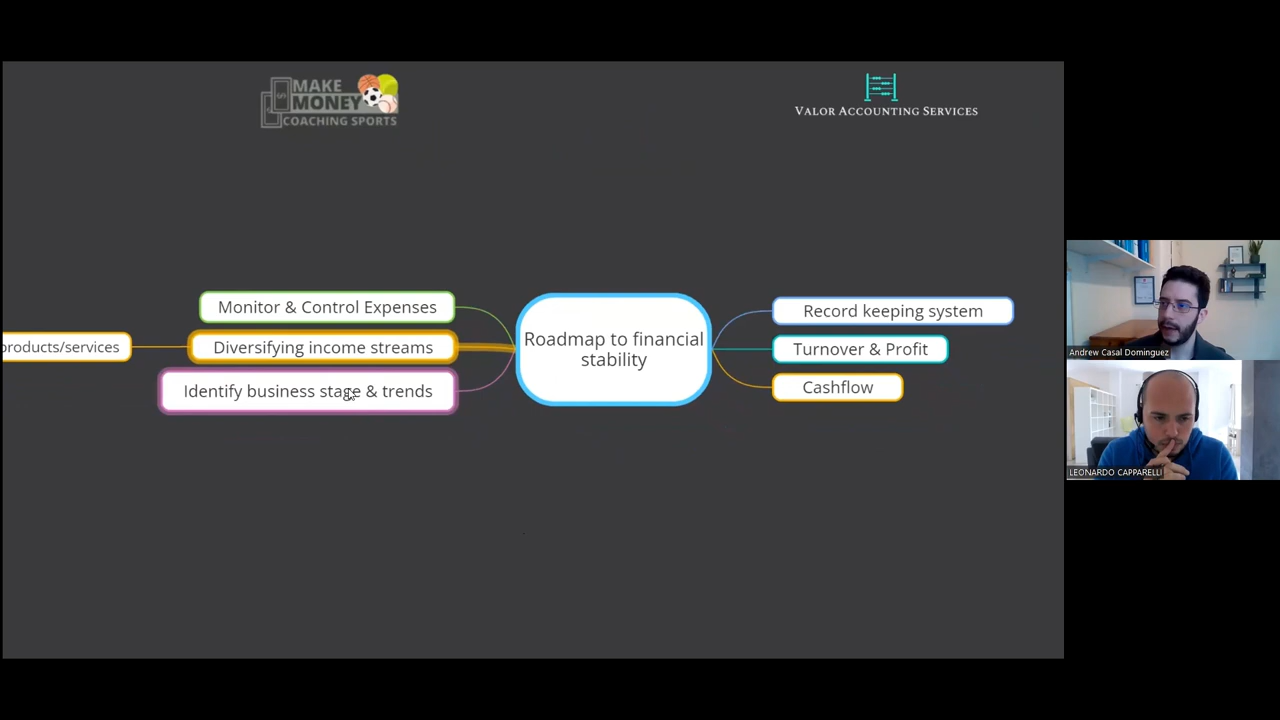 MAKE
MONEY
COACHING SPORTS
VALOR ACCOUNTING SERVICES
Monitor & Control Expenses
products/services
Diversifying income streams
Identify business stage & trends
Roadmap to financial
stability
Record keeping system
Turnover & Profit
Cashflow
Andrew Casal Dominguez
LEONARDO CAPPARELLI